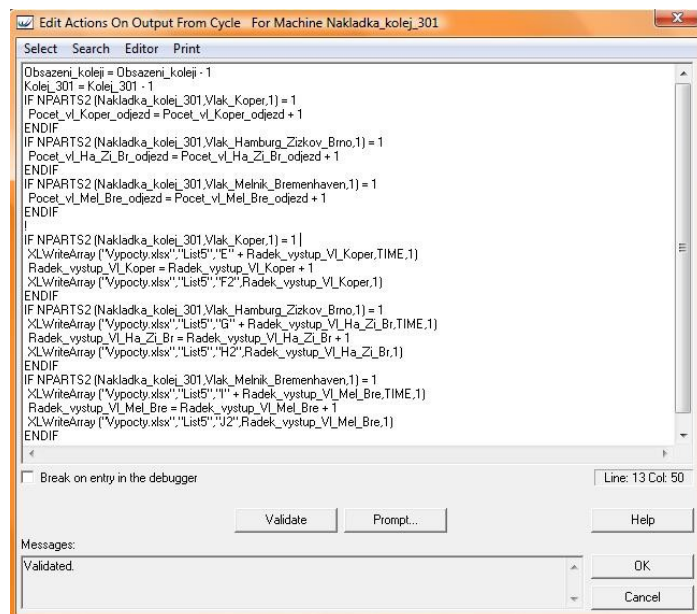 Edit Actions On Output From Cycle For Machine Nakladka_kolej_301
Select Search Editor Print
Obsazeni_koleji = Obsazeni_koleji - 1
Kolej_301 = Kolej_301 - 1
IF NPARTS2 (Nakladka_kolej_301,Vlak_Koper,1) = 1
Pocet_vl_Koper_odjezd = Pocet_vl_Koper_odjezd + 1
ENDIF
IF NPARTS2 (Nakladka_kolej_301,Vlak_Hamburg_Zizkov_Brno,1) = 1
Pocet_vl_Ha_Zi_Br_odjezd = Pocet_vl_Ha_Zi_Br_odjezd + 1
ENDIF
IF NPARTS2 (Nakladka_kolej_301,Vlak_Melnik_Bremenhaven,1) = 1
Pocet_vl_Mel_Bre_odjezd = Pocet_vl_Mel_Bre_odjezd + 1
ENDIF
!
IF NPARTS2 (Nakladka_kolej_301,Vlak_Koper,1) = 1
XLWriteArray ("Vypocty.xlsx","List5","E" + Radek_vystup_Vl_Koper,TIME,1)
Radek_vystup_Vl_Koper = Radek_vystup_Vl_Koper + 1
XLWriteArray ("Vypocty.xlsx","List5","F2",Radek_vystup_Vl_Koper,1)
ENDIF
IF NPARTS2 (Nakladka_kolej_301,Vlak_Hamburg_Zizkov_Brno,1) = 1
XLWriteArray ("Vypocty.xlsx","List5","G" + Radek_vystup_Vl_Ha_Zi_Br,TIME,1)
Radek_vystup_Vl_Ha_Zi_Br = Radek_vystup_Vl_Ha_Zi_Br + 1
XLWriteArray ("Vypocty.xlsx","List5","H2",Radek_vystup_Vl_Ha_Zi_Br,1)
ENDIF
IF NPARTS2 (Nakladka_kolej_301,Vlak_Melnik_Bremenhaven,1) = 1
XLWriteArray ("Vypocty.xlsx","List5","I" + Radek_vystup_Vl_Mel_Bre,TIME,1)
Radek_vystup_Vl_Mel_Bre = Radek_vystup_Vl_Mel_Bre + 1
XLWriteArray ("Vypocty.xlsx","List5","J2",Radek_vystup_Vl_Mel_Bre,1)
ENDIF
Break on entry in the debugger
Line: 13 Col: 50
Validate Prompt... Help
Messages:
Validated.
OK
Cancel